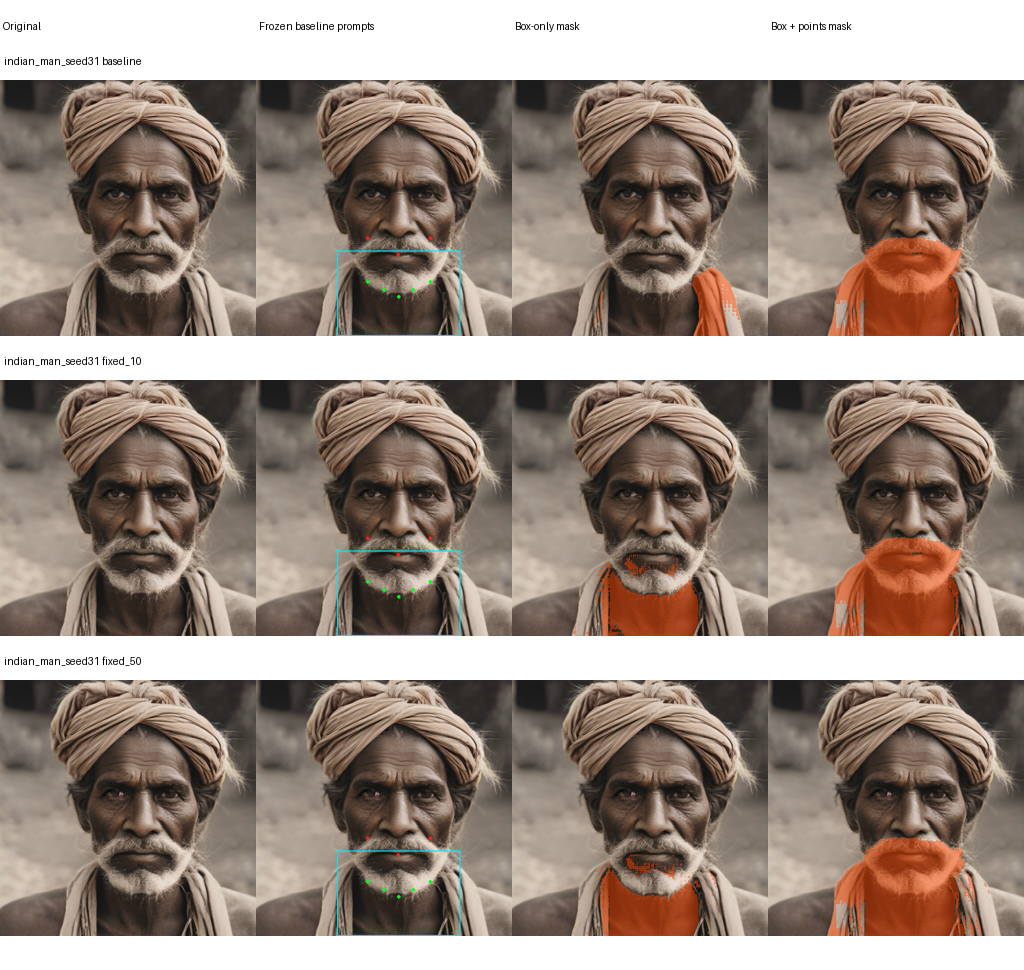 Original
Frozen baseline prompts
Box-only mask
Box + points mask
indian_man_seed31 baseline
indian_man_seed31 fixed_10
indian_man_seed31 fixed_50